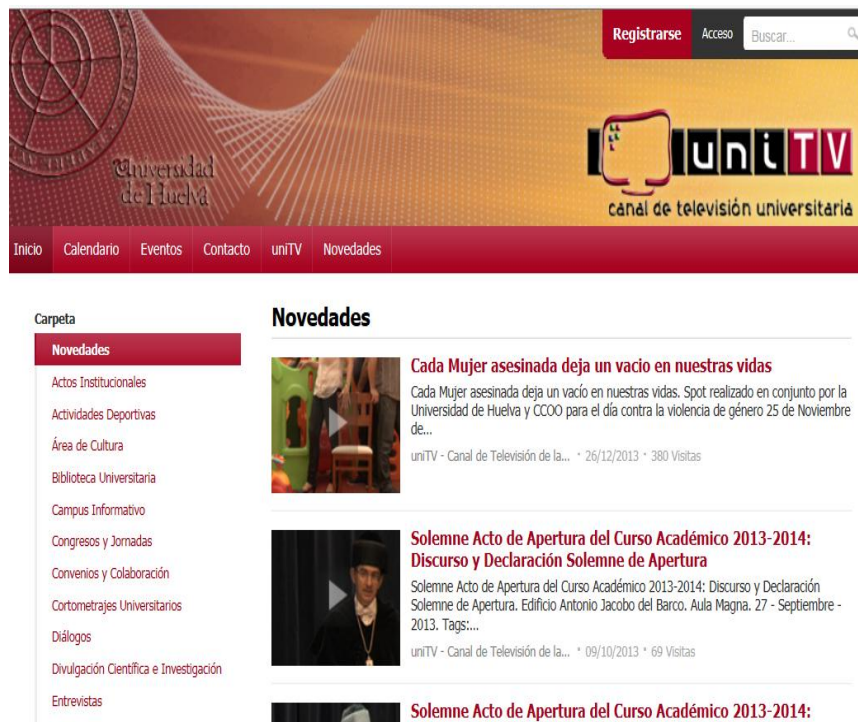 Registrarse Acceso Buscar...
Universidad
de Huelva
uniTV
canal de televisión universitaria
Inicio Calendario Eventos Contacto uniTV Novedades
Carpeta
Novedades
Actos Institucionales
Actividades Deportivas
Área de Cultura
Biblioteca Universitaria
Campus Informativo
Congresos y Jornadas
Convenios y Colaboración
Cortometrajes Universitarios
Diálogos
Divulgación Científica e Investigación
Entrevistas
Novedades
Cada Mujer asesinada deja un vacio en nuestras vidas
Cada Mujer asesinada deja un vacío en nuestras vidas. Spot realizado en conjunto por la
Universidad de Huelva y CCOO para el día contra la violencia de género 25 de Noviembre
de...
uniTV - Canal de Televisión de la... · 26/12/2013 · 380 Visitas
Solemne Acto de Apertura del Curso Académico 2013-2014:
Discurso y Declaración Solemne de Apertura
Solemne Acto de Apertura del Curso Académico 2013-2014: Discurso y Declaración
Solemne de Apertura. Edificio Antonio Jacobo del Barco. Aula Magna. 27 - Septiembre -
2013. Tags:...
uniTV - Canal de Televisión de la... · 09/10/2013 · 69 Visitas
Solemne Acto de Apertura del Curso Académico 2013-2014: